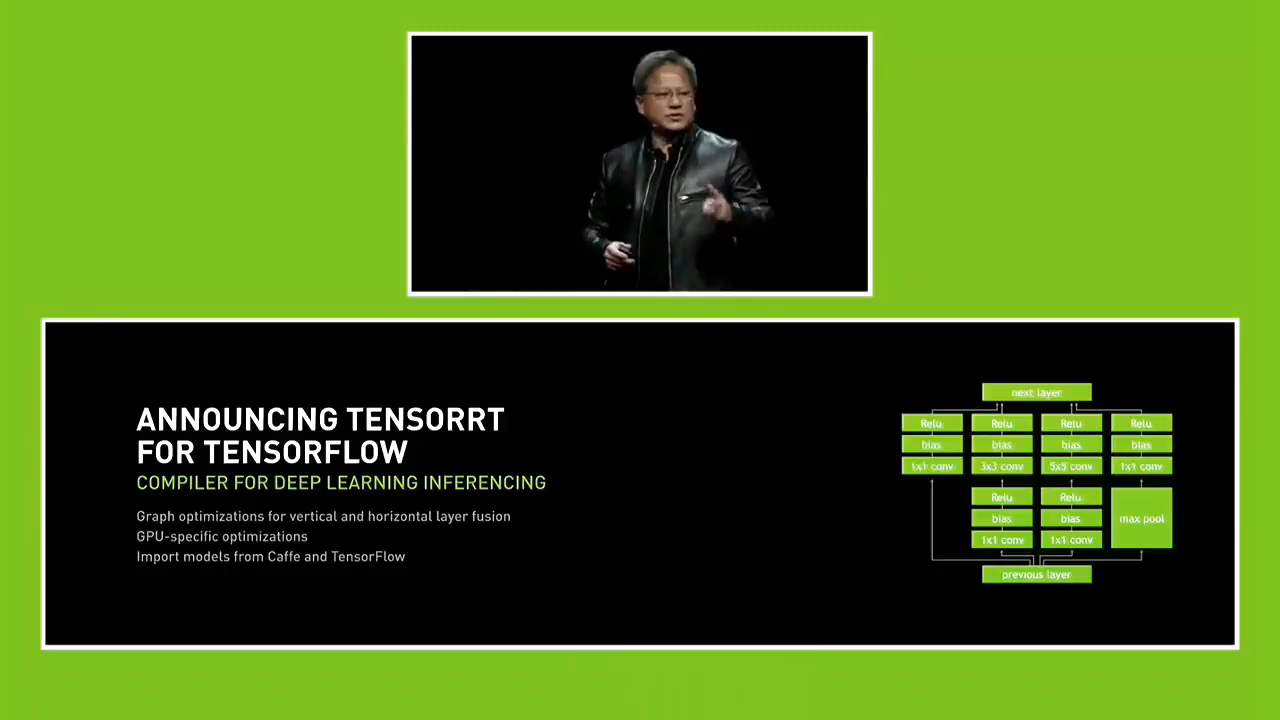 ANNOUNCING TENSORRT
FOR TENSORFLOW
COMPILER FOR DEEP LEARNING INFERENCING
Graph optimizations for vertical and horizontal layer fusion
GPU-specific optimizations
Import models from Caffe and TensorFlow
next layer
Relu Relu Relu Relu
bias bias bias bias
1x1 conv 3x3 conv 5x5 conv 1x1 conv
Relu Relu
bias bias max pool
1x1 conv 1x1 conv
previous layer